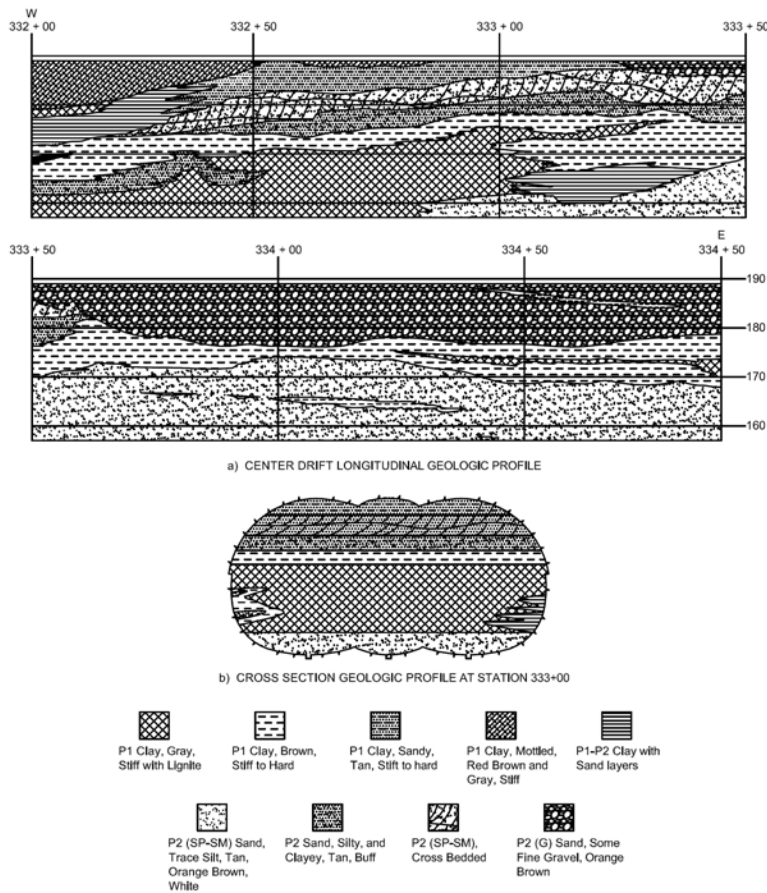 W
332 + 00
332 + 50
333 + 00
333 + 50
E
333 + 50
334 + 00
334 + 50
334 + 50
190
180
170
160
a) CENTER DRIFT LONGITUDINAL GEOLOGIC PROFILE
b) CROSS SECTION GEOLOGIC PROFILE AT STATION 333+00
P1 Clay, Gray,
Stiff with Lignite
P1 Clay, Brown,
Stiff to Hard
P1 Clay, Sandy,
Tan, Stift to hard
P1 Clay, Mottled,
Red Brown and
Gray, Stiff
P1-P2 Clay with
Sand layers
P2 (SP-SM) Sand,
Trace Silt, Tan,
Orange Brown,
White
P2 Sand, Silty, and
Clayey, Tan, Buff
P2 (SP-SM),
Cross Bedded
P2 (G) Sand, Some
Fine Gravel, Orange
Brown